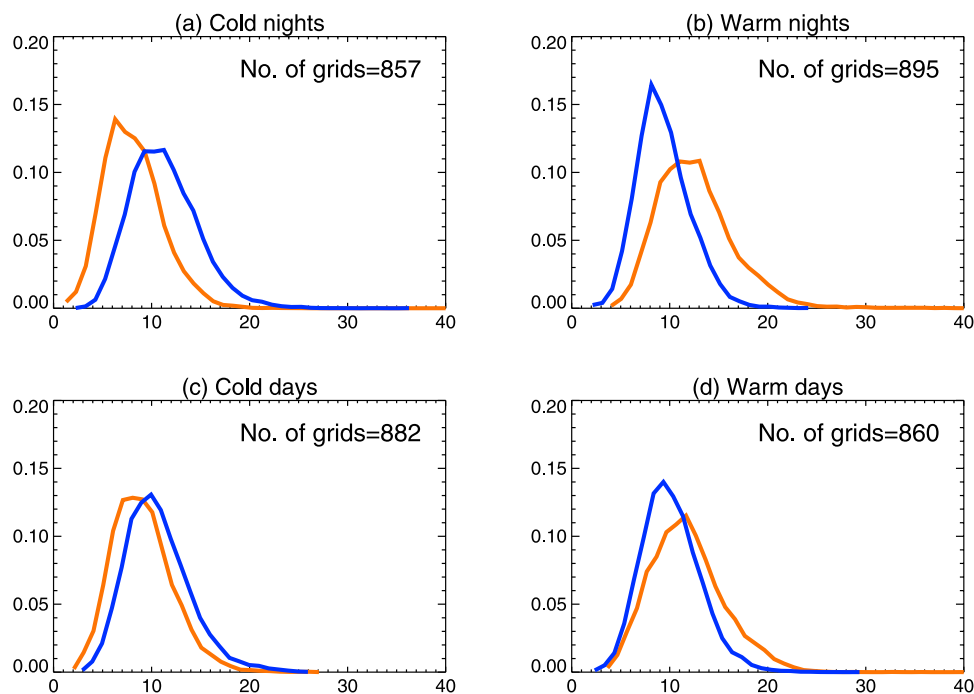 (a) Cold nights
(b) Warm nights
0.20
No. of grids=857
0.20
No. of grids=895
0.15
0.15
0.10
0.10
0.05
0.05
0.00
0.00
0 10 20 30 40
0 10 20 30 40
(c) Cold days
(d) Warm days
0.20
No. of grids=882
0.20
No. of grids=860
0.15
0.15
0.10
0.10
0.05
0.05
0.00
0.00
0 10 20 30 40
0 10 20 30 40